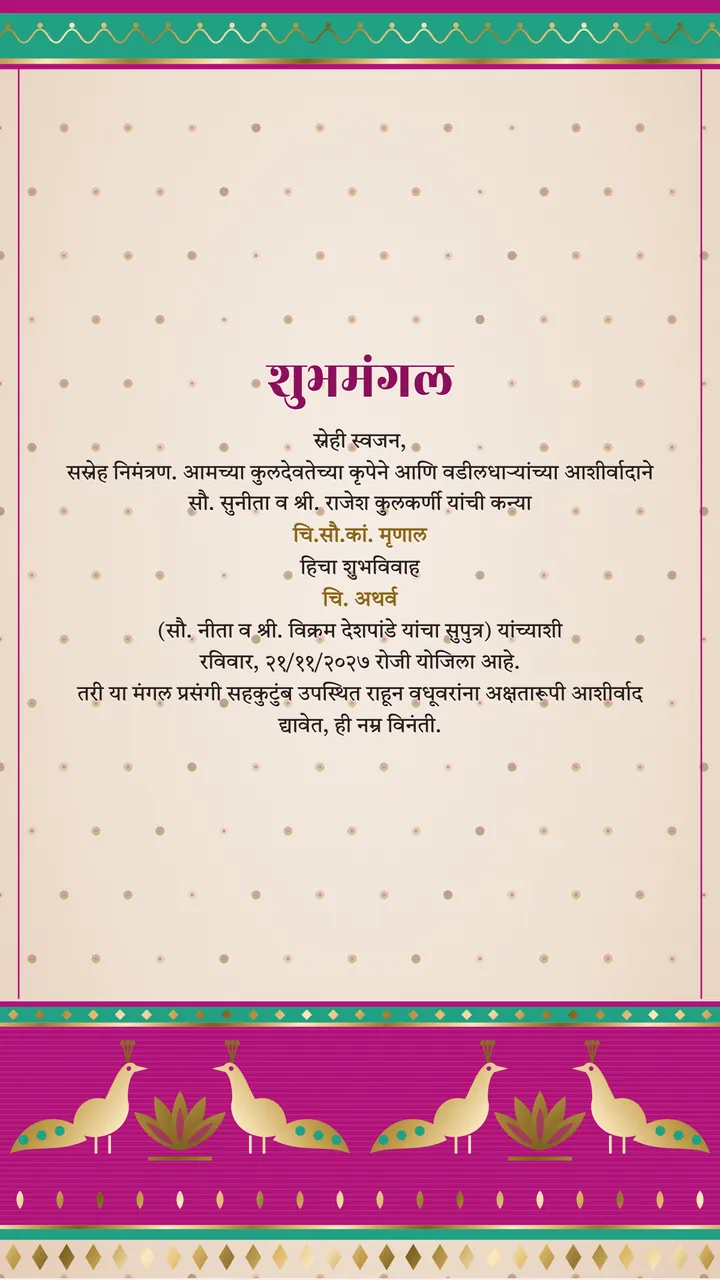 शुभमंगल
स्नेही स्वजन,
सस्नेह निमंत्रण. आमच्या कुलदेवतेच्या कृपेने आणि वडीलधाऱ्यांच्या आशीर्वादाने
सौ. सुनीता व श्री. राजेश कुलकर्णी यांची कन्या
चि.सौ.कां. मृणाल
हिचा शुभविवाह
चि. अथर्व
(सौ. नीता व श्री. विक्रम देशपांडे यांचा सुपुत्र) यांच्याशी
रविवार, २१/११/२०२७ रोजी योजिला आहे.
तरी या मंगल प्रसंगी सहकुटुंब उपस्थित राहून वधूवरांना अक्षतारूपी आशीर्वाद
द्यावेत, ही नम्र विनंती.